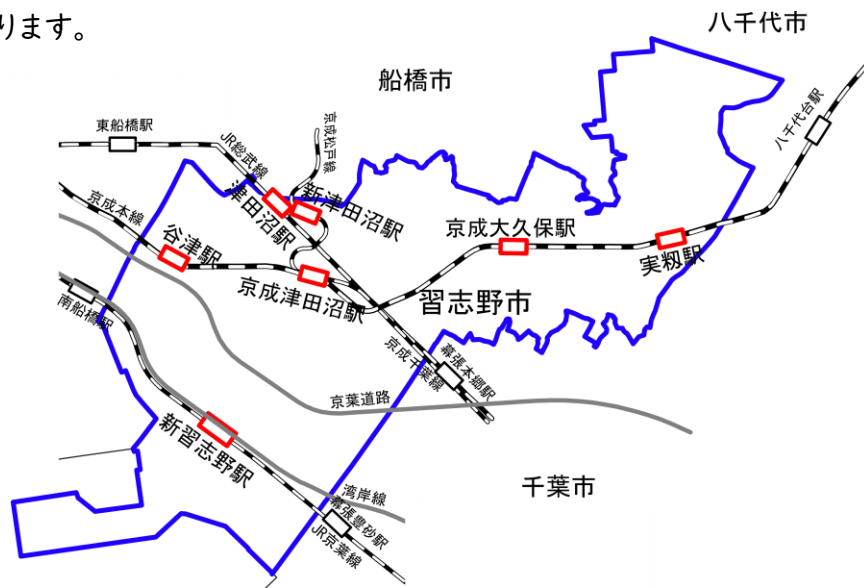 ります。
八千代市
船橋市
東船橋駅
JR総武線
京成松戸線
八千代台駅
津田沼駅
新津田沼駅
京成本線
谷津駅
京成大久保駅
実籾駅
京成津田沼駅
習志野市
南船橋駅
京成千葉線
幕張本郷駅
京葉道路
新習志野駅
千葉市
湾岸線
幕張豊砂駅
JR京葉線